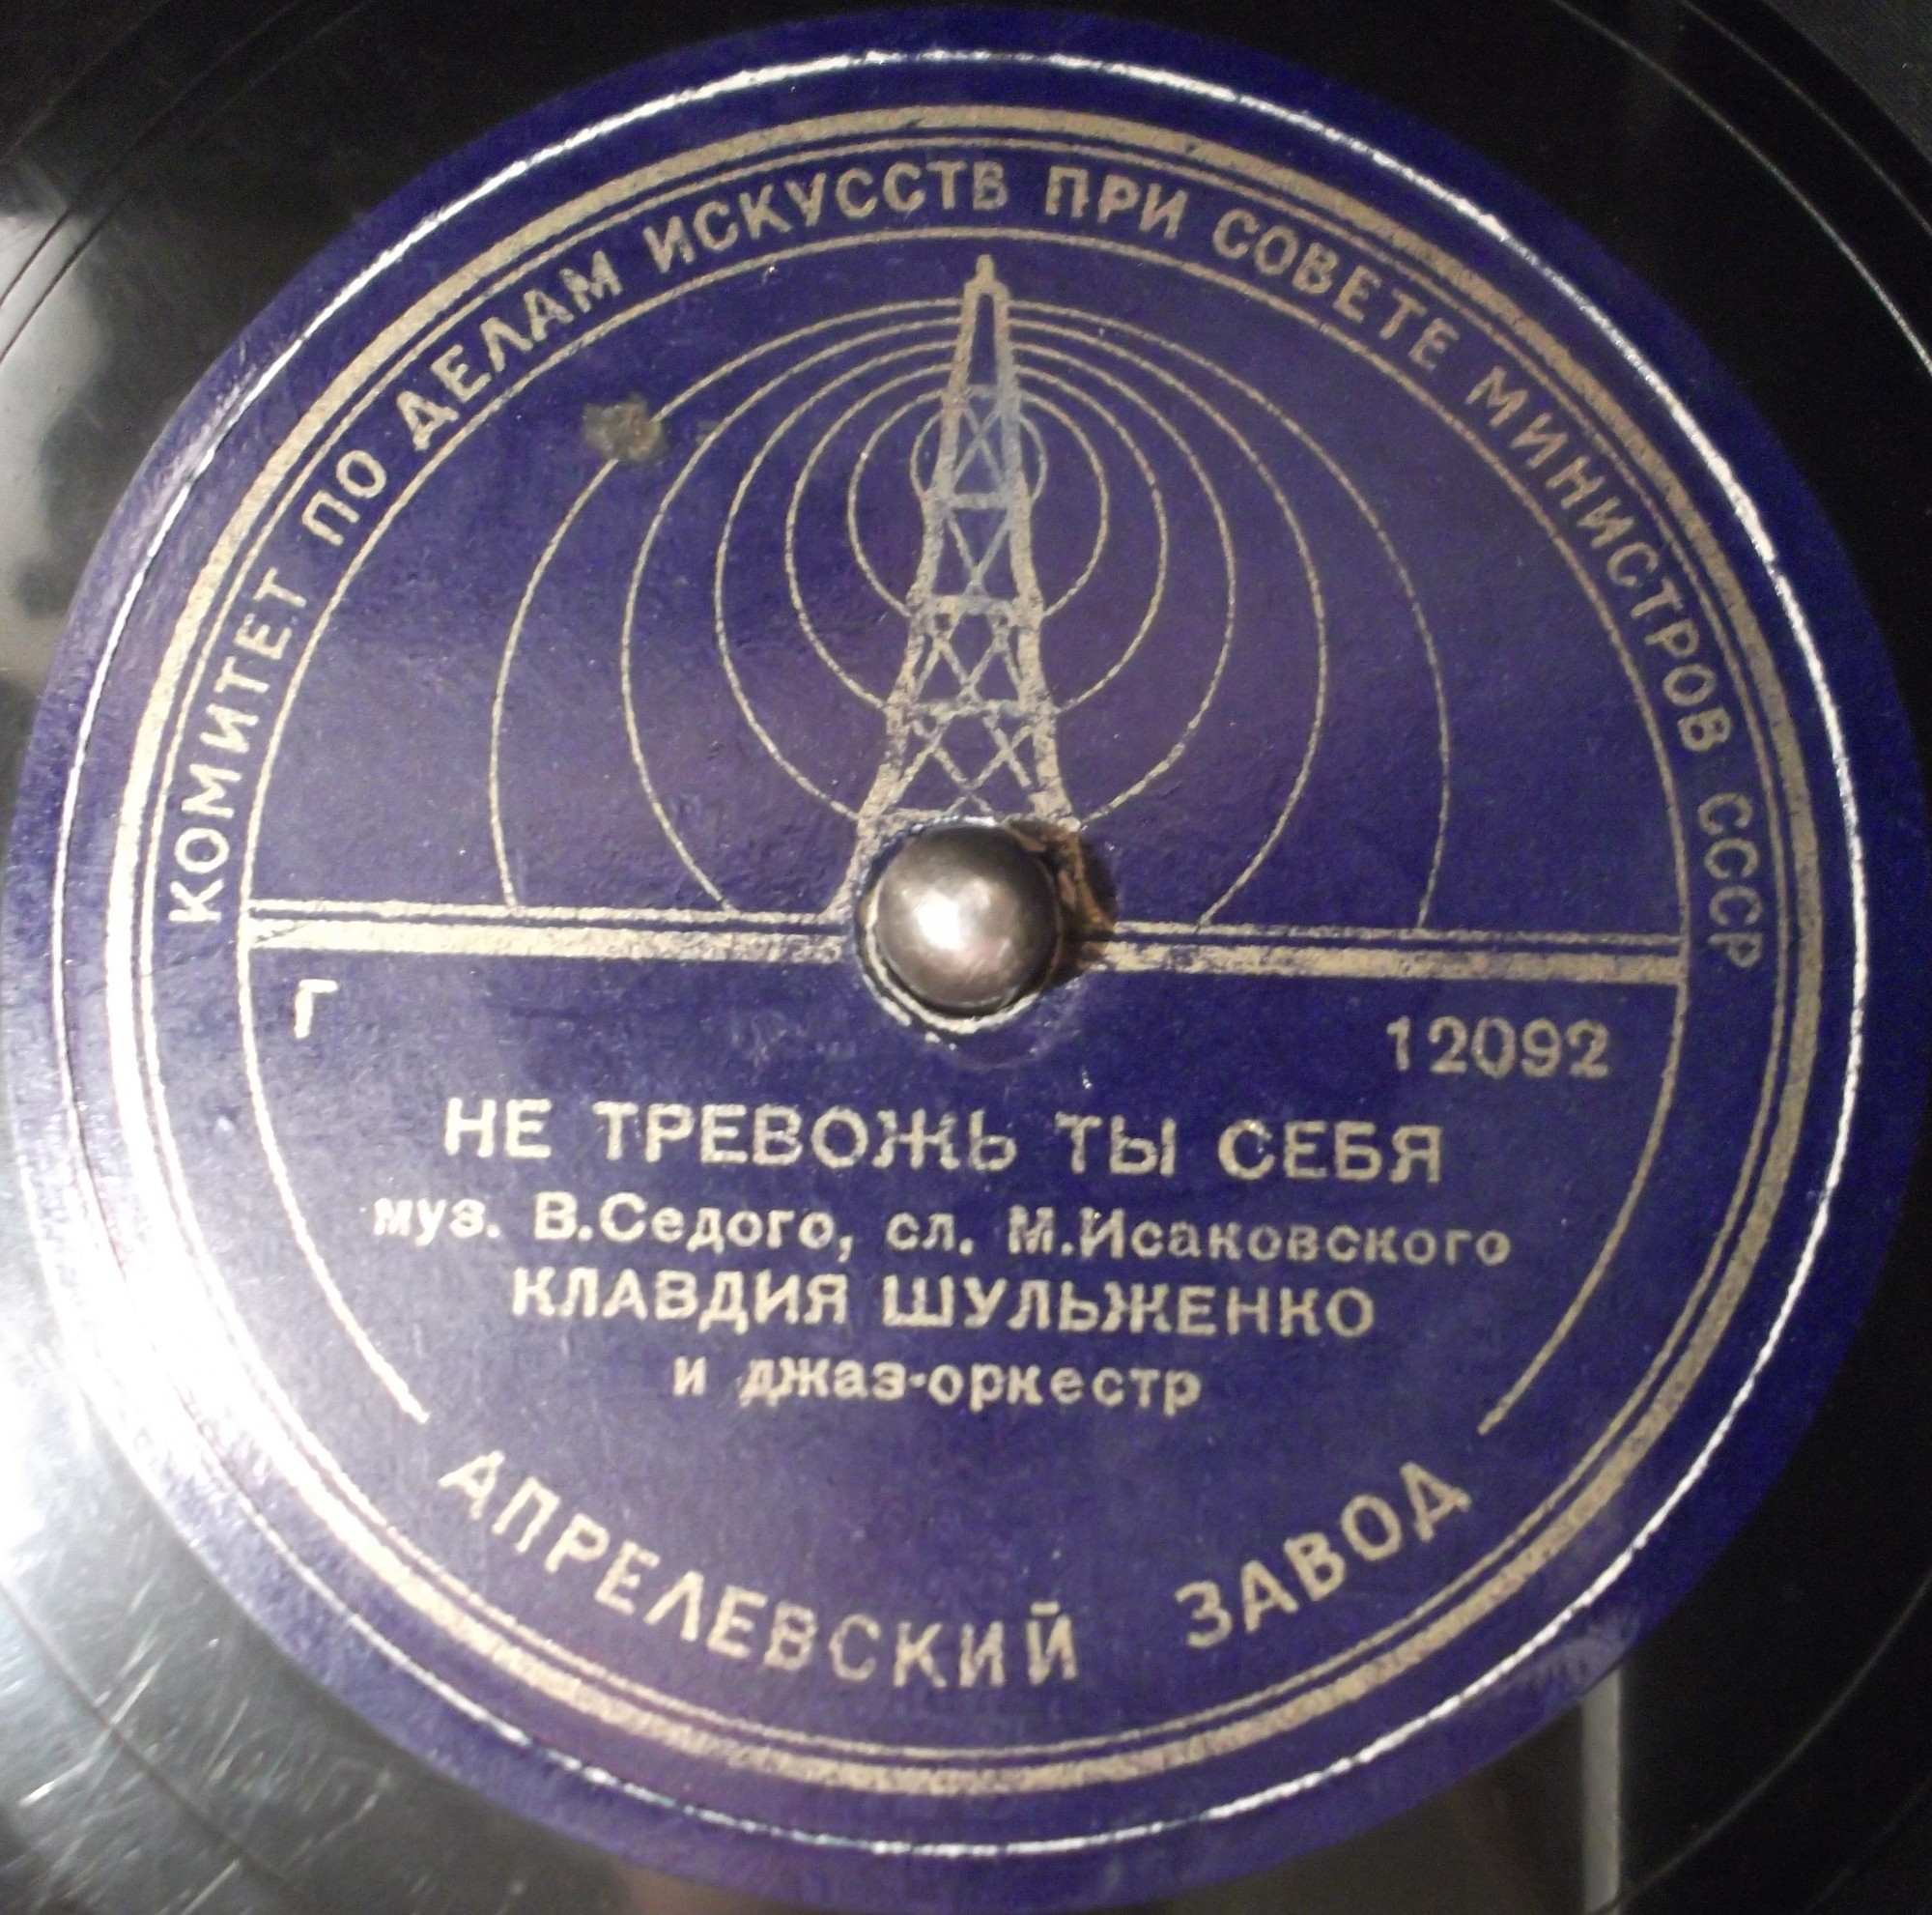 КОМИТЕТ ПО ДЕЛАМ ИСКУССТВ ПРИ СОВЕТЕ МИНИСТРОВ СССР
Г 12092
НЕ ТРЕВОЖЬ ТЫ СЕБЯ
муз. В.Седого, сл. М.Исаковского
КЛАВДИЯ ШУЛЬЖЕНКО
и джаз-оркестр
АПРЕЛЕВСКИЙ ЗАВОД